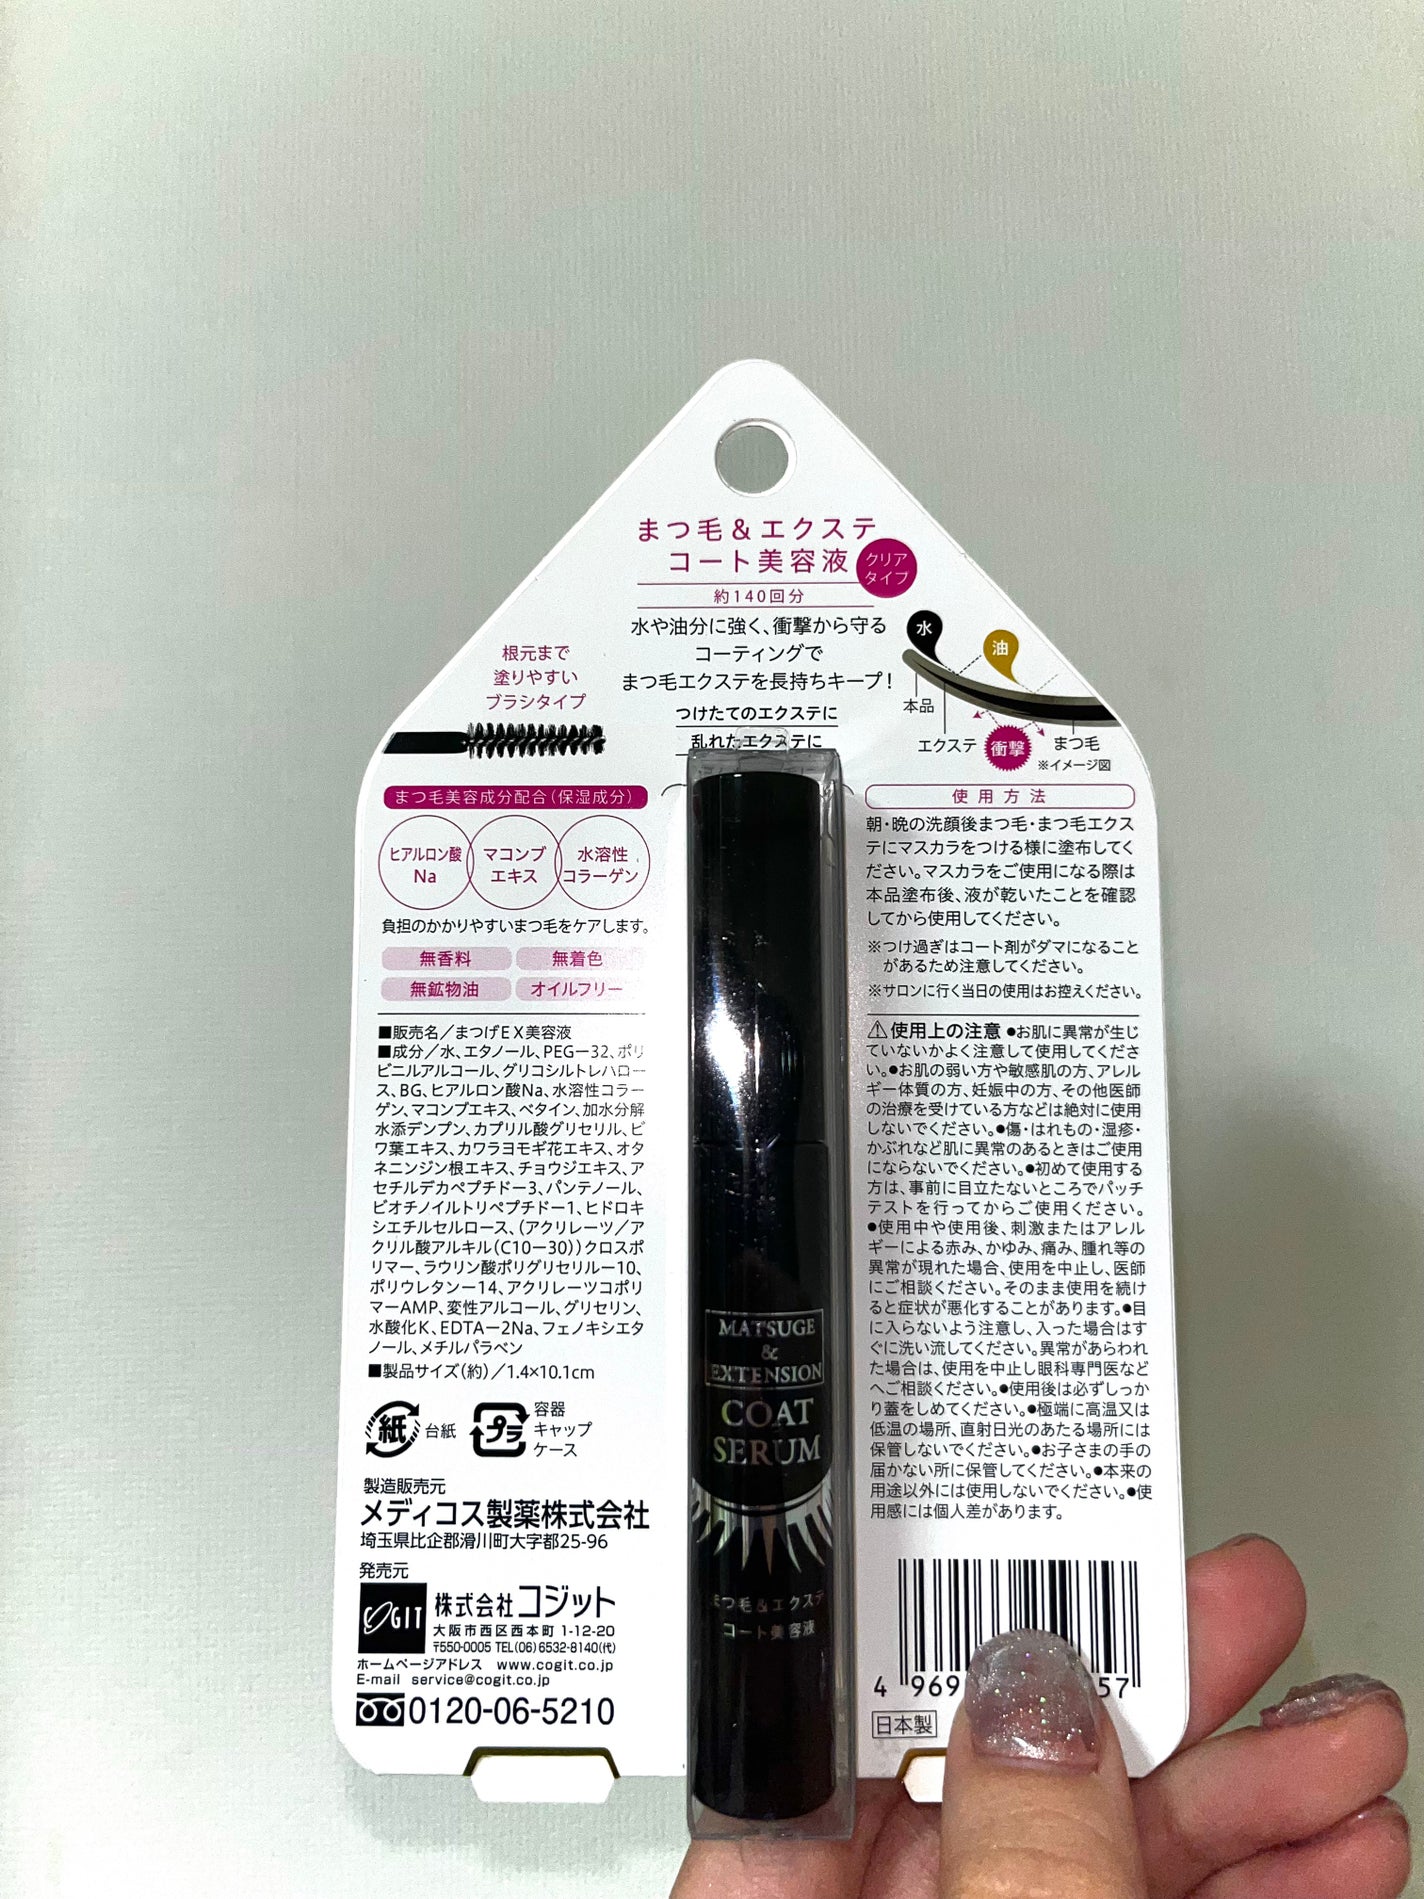 まつ毛&エクステ
コート美容液
クリア
タイプ
約140回分
水や油分に強く、衝撃から守る
コーティングで
まつ毛エクステを長持ちキープ!
つけたてのエクステに
乱れたエクステに
根元まで
塗りやすい
ブラシタイプ
水
油
本品
エクステ
衝撃
まつ毛
※イメージ図
まつ毛美容成分配合(保湿成分)
ヒアルロン酸
Na
マコンブ
エキス
水溶性
コラーゲン
負担のかかりやすいまつ毛をケアします。
無香料
無着色
無鉱物油
オイルフリー
■販売名/まつげEX美容液
■成分/水、エタノール、PEGー32、ポリ
ビニルアルコール、グリコシルトレハロー
ス、BG、ヒアルロン酸Na、水溶性コラー
ゲン、マコンブエキス、ベタイン、加水分解
水添デンプン、カプリル酸グリセリル、ビ
ワ葉エキス、カワラヨモギ花エキス、オタ
ネニンジン根エキス、チョウジエキス、ア
セチルデカペプチドー3、パンテノール、
ビオチノイルトリペプチドー1、ヒドロキ
シエチルセルロース、(アクリレーツ/ア
クリル酸アルキル(C10ー30))クロスポ
リマー、ラウリン酸ポリグリセリルー10、
ポリウレタンー14、アクリレーツコポリ
マーAMP、変性アルコール、グリセリン、
水酸化K、EDTAー2Na、フェノキシエタ
ノール、メチルパラベン
■製品サイズ(約)/1.4×10.1cm
紙
台紙
プラ
容器
キャップ
ケース
製造販売元
メディコス製薬株式会社
埼玉県比企郡滑川町大字都25-96
発売元
COGIT
株式会社コジット
大阪市西区西本町 1-12-20
〒550-0005 TEL(06)6532-8140(代)
ホームページアドレス www.cogit.co.jp
E-mail service@cogit.co.jp
0120-06-5210
MATSUGE
&
EXTENSION
COAT
SERUM
まつ毛&エクステ
コート美容液
使用方法
朝・晩の洗顔後まつ毛・まつ毛エクス
テにマスカラをつける様に塗布してく
ださい。マスカラをご使用になる際は
本品塗布後、液が乾いたことを確認
してから使用してください。
※つけ過ぎはコート剤がダマになること
があるため注意してください。
※サロンに行く当日の使用はお控えください。
⚠使用上の注意 ●お肌に異常が生じ
ていないかよく注意して使用してくださ
い。●お肌の弱い方や敏感肌の方、アレル
ギー体質の方、妊娠中の方、その他医師
の治療を受けている方などは絶対に使用
しないでください。●傷・はれもの・湿疹・
かぶれなど肌に異常のあるときはご使用
にならないでください。●初めて使用する
方は、事前に目立たないところでパッチ
テストを行ってからご使用ください。
●使用中や使用後、刺激またはアレル
ギーによる赤み、かゆみ、痛み、腫れ等の
異常が現れた場合、使用を中止し、医師
にご相談ください。そのまま使用を続け
ると症状が悪化することがあります。●目
に入らないよう注意し、入った場合はす
ぐに洗い流してください。異常があらわれ
た場合は、使用を中止し眼科専門医など
へご相談ください。●使用後は必ずしっか
り蓋をしめてください。●極端に高温又は
低温の場所、直射日光のあたる場所には
保管しないでください。●お子さまの手の
届かない所に保管してください。●本来の
用途以外には使用しないでください。●使
用感には個人差があります。
4 969 57
日本製